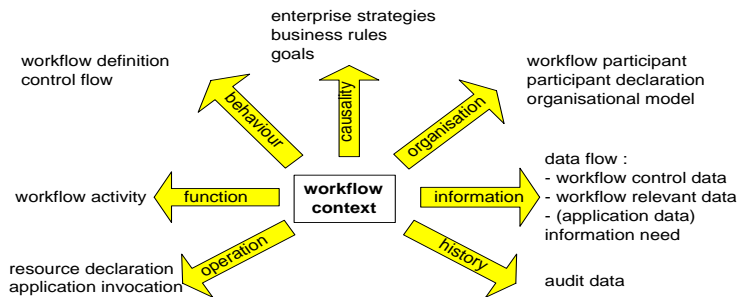 enterprise strategies
business rules
goals
workflow definition
control flow
workflow participant
participant declaration
organisational model
behaviour
causality
organisation
workflow activity
function
workflow
context
information
data flow :
- workflow control data
- workflow relevant data
- (application data)
information need
operation
history
resource declaration
application invocation
audit data